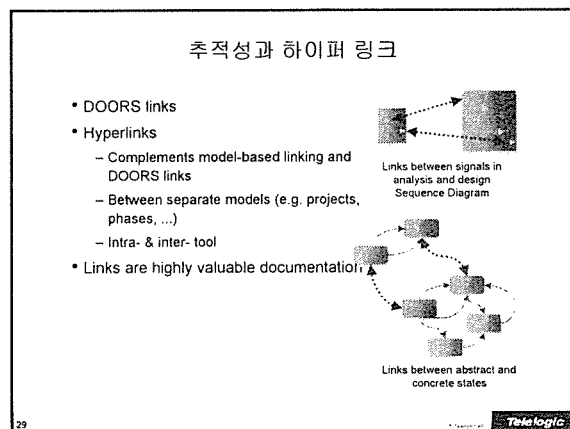 추적성과 하이퍼 링크
• DOORS links
• Hyperlinks
– Complements model-based linking and
DOORS links
– Between separate models (e.g. projects,
phases, ...)
– Intra- & inter- tool
• Links are highly valuable documentation
Links between signals in
analysis and design
Sequence Diagram
Links between abstract and
concrete states
29
Telelogic